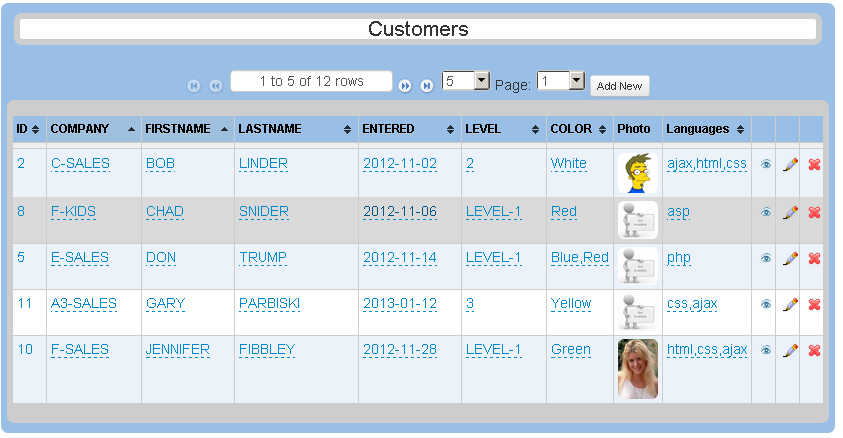 Customers
1 to 5 of 12 rows 5 Page: 1 Add New
ID COMPANY FIRSTNAME LASTNAME ENTERED LEVEL COLOR Photo Languages
2 C-SALES BOB LINDER 2012-11-02 2 White ajax,html,css
8 F-KIDS CHAD SNIDER 2012-11-06 LEVEL-1 Red asp
5 E-SALES DON TRUMP 2012-11-14 LEVEL-1 Blue,Red php
11 A3-SALES GARY PARBISKI 2013-01-12 3 Yellow css,ajax
10 F-SALES JENNIFER FIBBLEY 2012-11-28 LEVEL-1 Green html,css,ajax